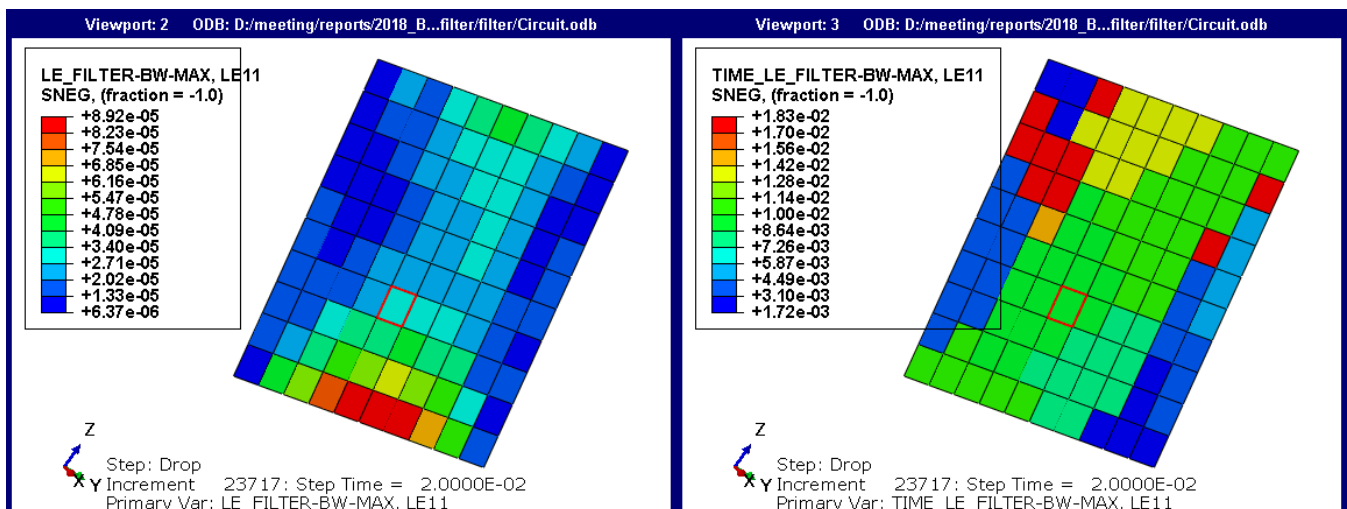 Viewport: 2 ODB: D:/meeting/reports/2018_B...filter/filter/Circuit.odb
LE_FILTER-BW-MAX, LE11
SNEG, (fraction = -1.0)
+8.92e-05
+8.23e-05
+7.54e-05
+6.85e-05
+6.16e-05
+5.47e-05
+4.78e-05
+4.09e-05
+3.40e-05
+2.71e-05
+2.02e-05
+1.33e-05
+6.37e-06
Z
X Y
Step: Drop
Increment 23717: Step Time = 2.0000E-02
Primary Var: LE_FILTER-BW-MAX, LE11
Viewport: 3 ODB: D:/meeting/reports/2018_B...filter/filter/Circuit.odb
TIME_LE_FILTER-BW-MAX, LE11
SNEG, (fraction = -1.0)
+1.83e-02
+1.70e-02
+1.56e-02
+1.42e-02
+1.28e-02
+1.14e-02
+1.00e-02
+8.64e-03
+7.26e-03
+5.87e-03
+4.49e-03
+3.10e-03
+1.72e-03
Z
X Y
Step: Drop
Increment 23717: Step Time = 2.0000E-02
Primary Var: TIME_LE_FILTER-BW-MAX, LE11